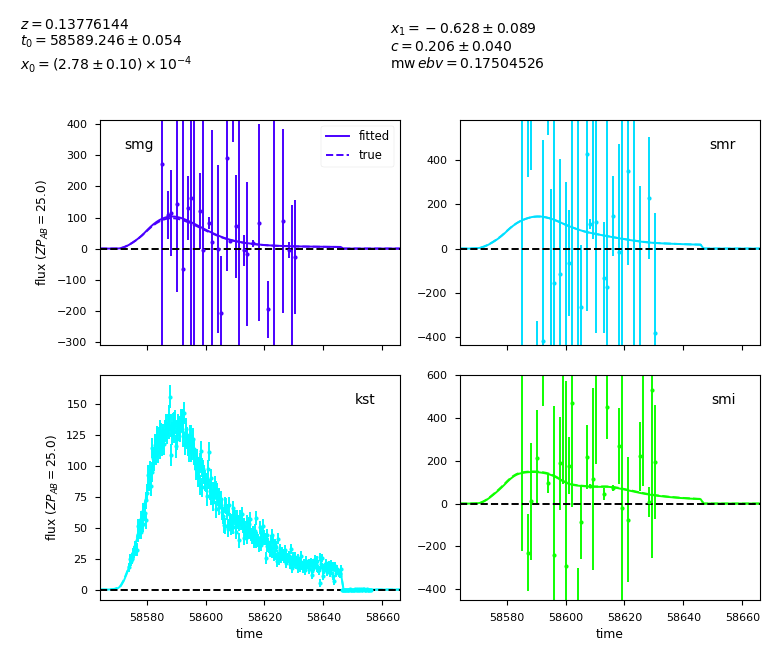 z = 0.13776144
t₀ = 58589.246 ± 0.054
x₀ = (2.78 ± 0.10) × 10⁻⁴
x₁ = −0.628 ± 0.089
c = 0.206 ± 0.040
mw ebv = 0.17504526
400
300
200
100
0
−100
−200
−300
flux (ZP_AB = 25.0)
smg
fitted
true
400
200
0
−200
−400
smr
150
125
100
75
50
25
0
flux (ZP_AB = 25.0)
kst
58580
58600
58620
58640
58660
time
600
400
200
0
−200
−400
smi
58580
58600
58620
58640
58660
time